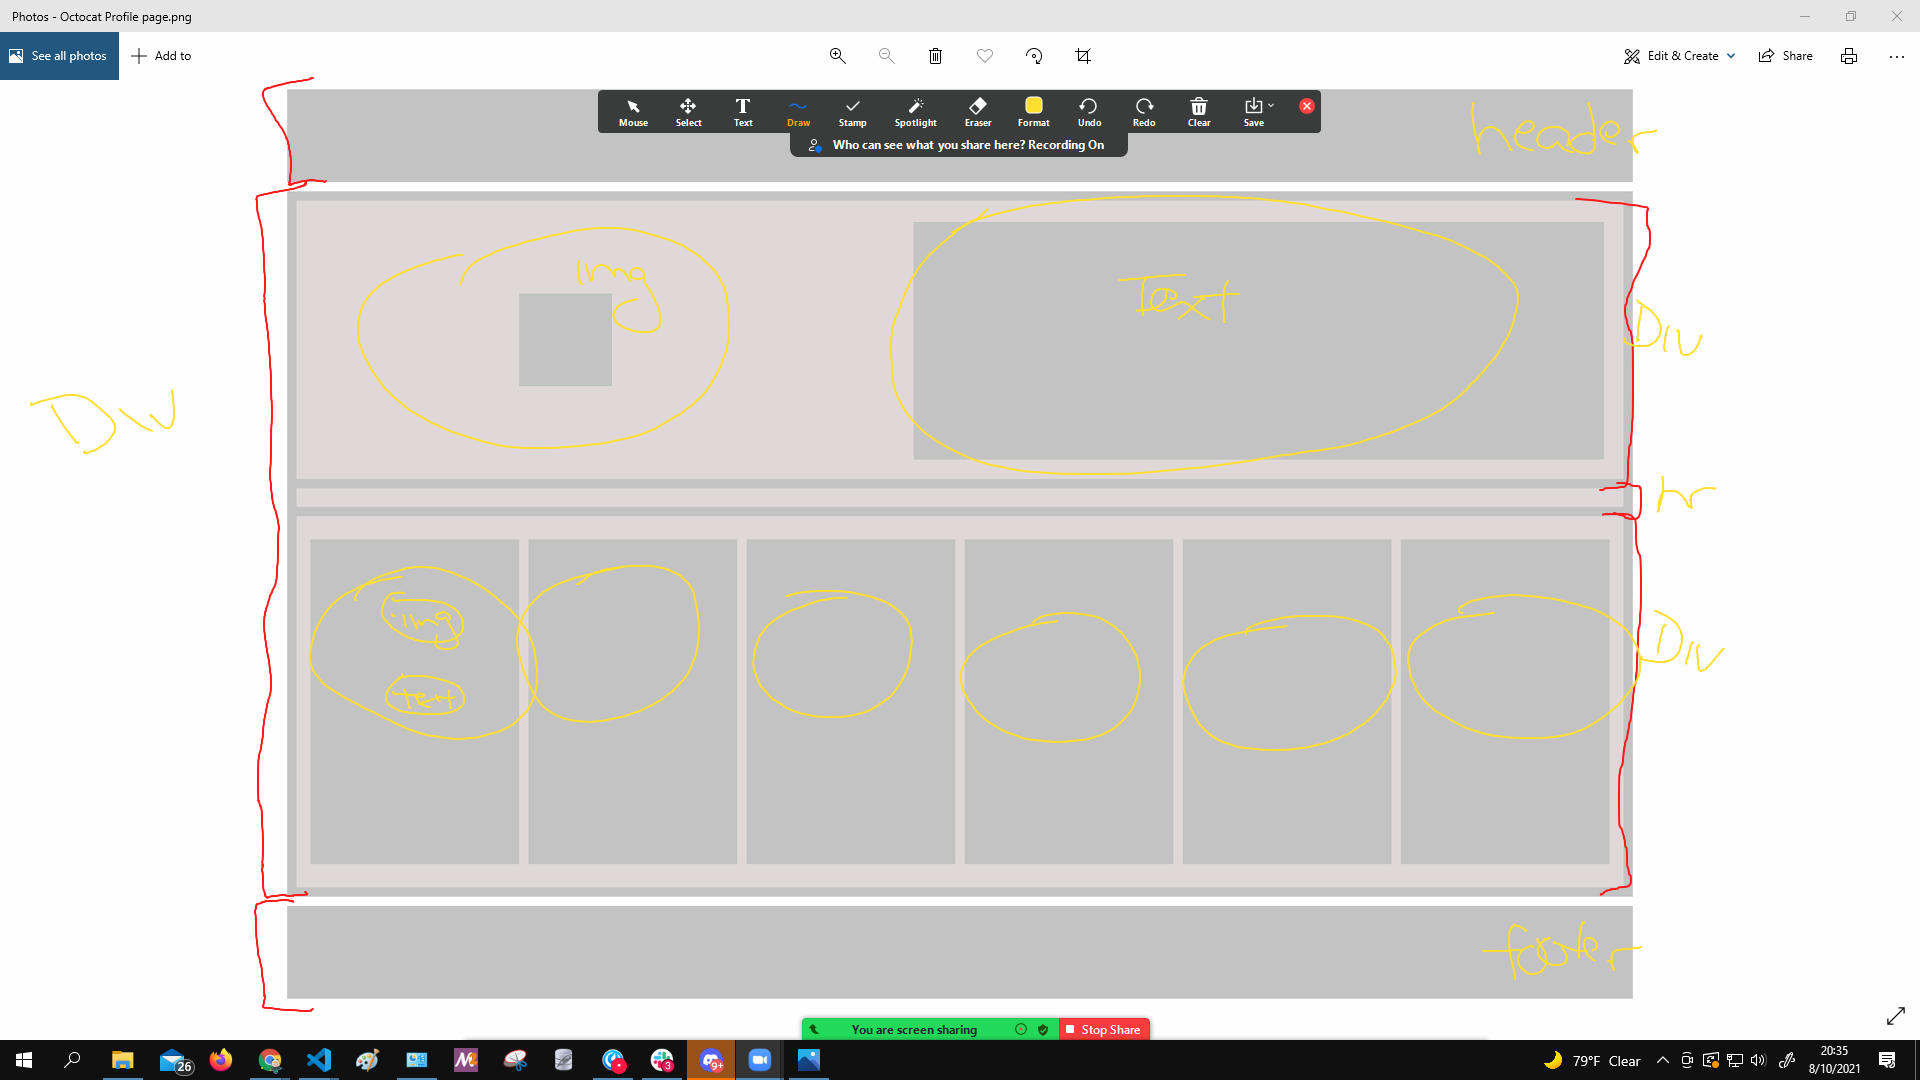 Photos - Octocat Profile page.png
See all photos
Add to
Edit & Create
Share
Mouse
Select
Text
Draw
Stamp
Spotlight
Eraser
Format
Undo
Redo
Clear
Save
Who can see what you share here? Recording On
header
Img
Text
Div
Div
hr
Img
text
Div
footer
You are screen sharing
Stop Share
26
3
9+
79°F Clear
20:35
8/10/2021